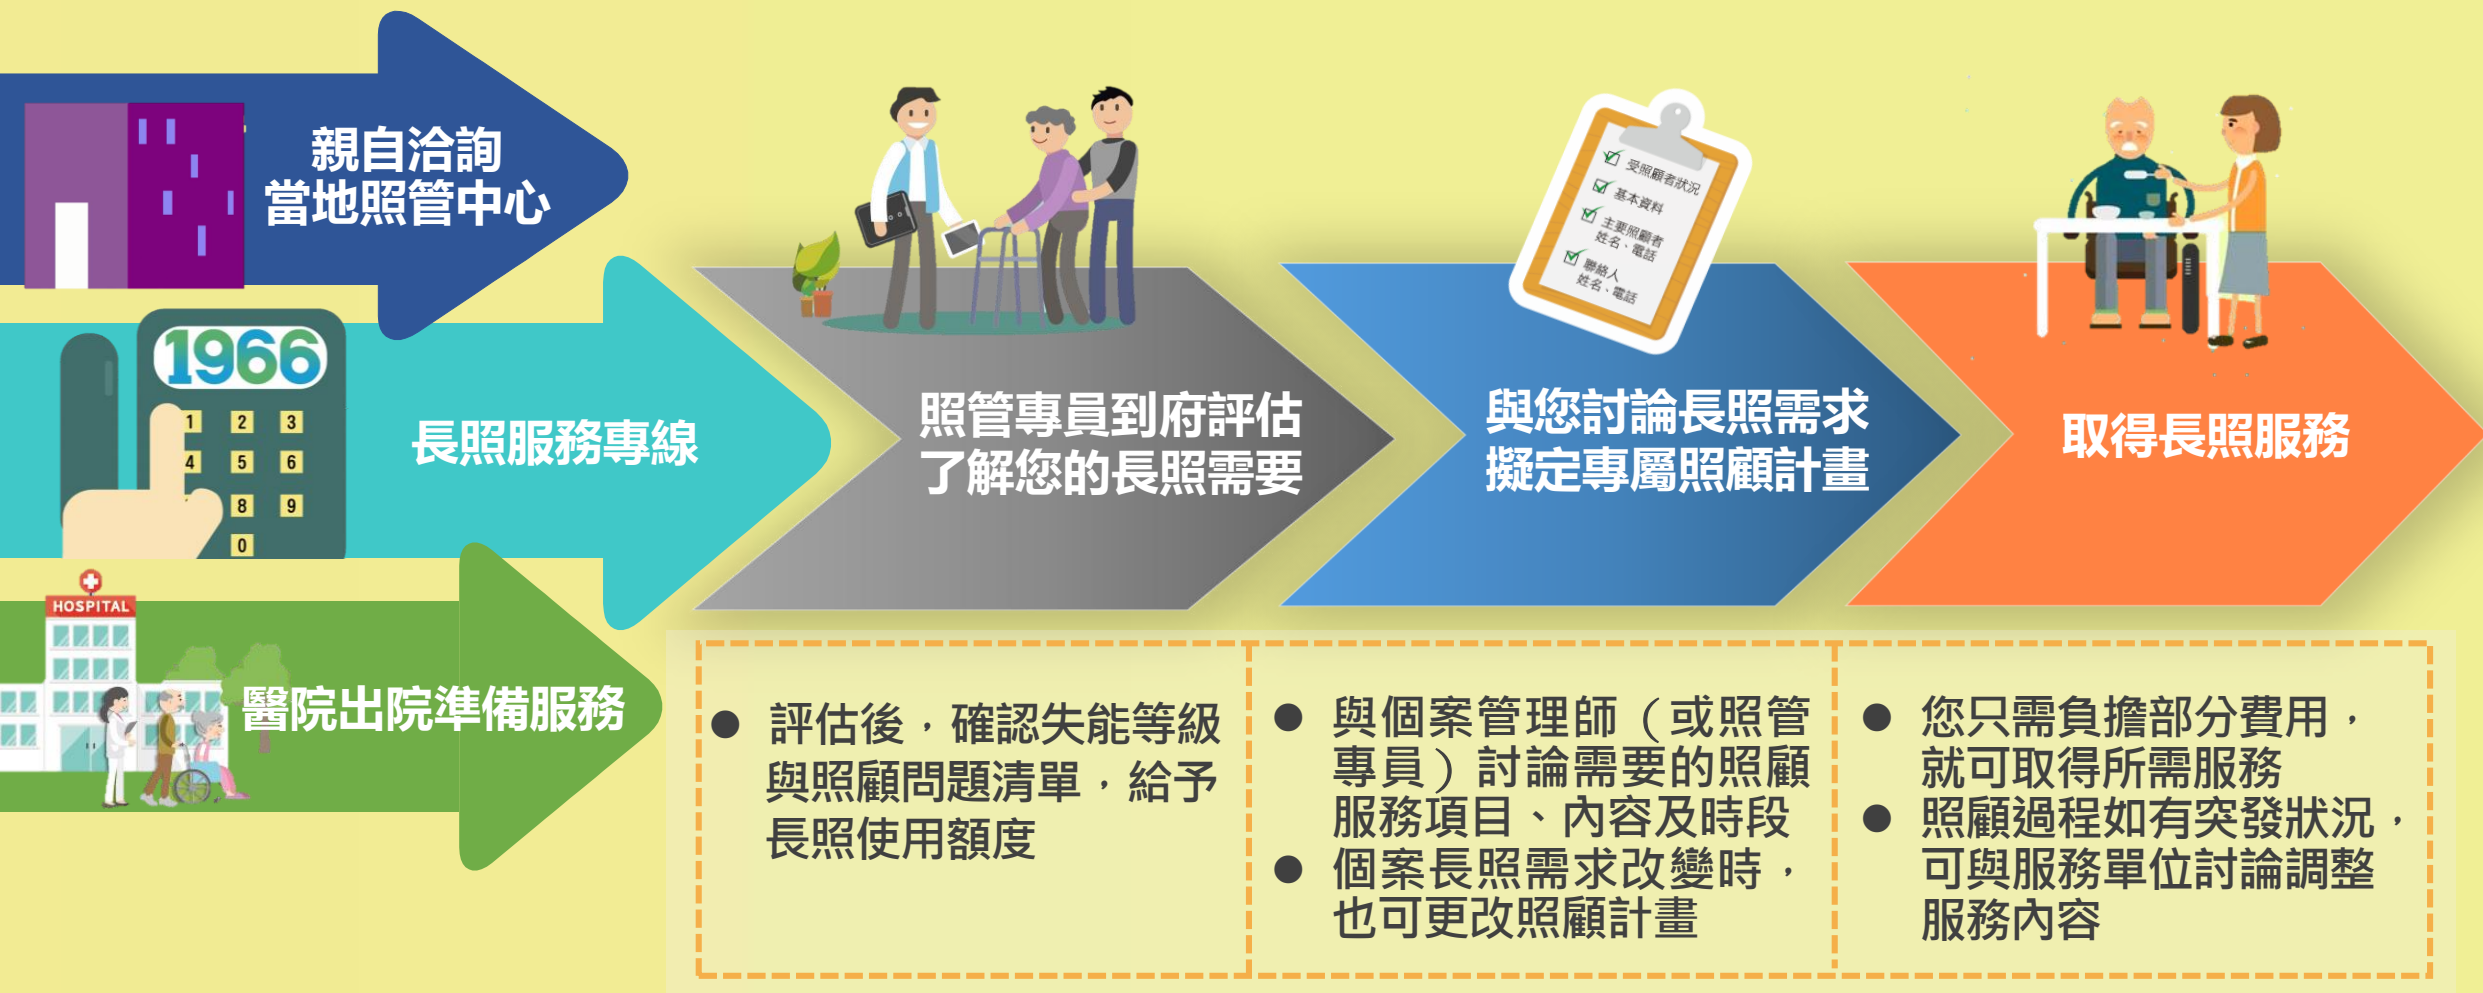 親自洽詢
當地照管中心
1966
1 2 3
4 5 6
8 9
0
長照服務專線
HOSPITAL
醫院出院準備服務
照管專員到府評估
了解您的長照需要
受照顧者狀況
基本資料
主要照顧者
姓名、電話
聯絡人
姓名、電話
與您討論長照需求
擬定專屬照顧計畫
取得長照服務
● 評估後，確認失能等級
與照顧問題清單，給予
長照使用額度
● 與個案管理師（或照管
專員）討論需要的照顧
服務項目、內容及時段
● 個案長照需求改變時，
也可更改照顧計畫
● 您只需負擔部分費用，
就可取得所需服務
● 照顧過程如有突發狀況，
可與服務單位討論調整
服務內容